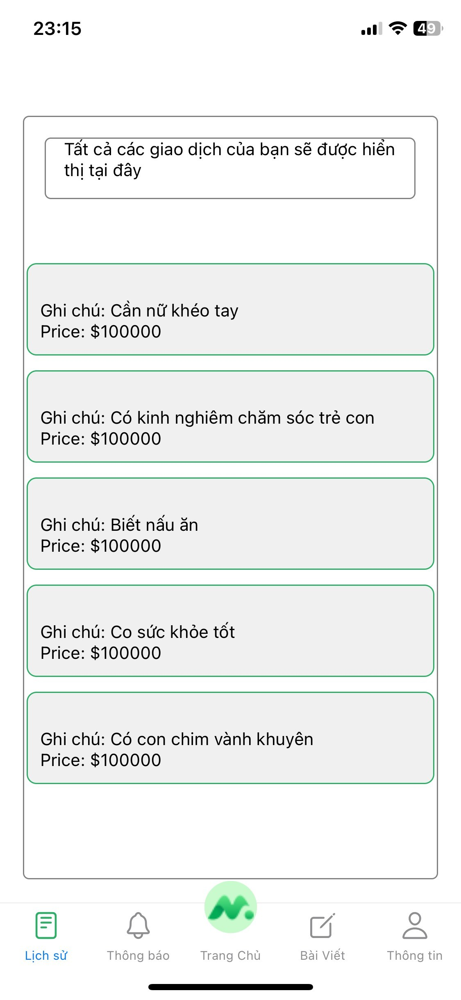 23:15
49
Tất cả các giao dịch của bạn sẽ được hiển
thị tại đây
Ghi chú: Cần nữ khéo tay
Price: $100000
Ghi chú: Có kinh nghiêm chăm sóc trẻ con
Price: $100000
Ghi chú: Biết nấu ăn
Price: $100000
Ghi chú: Co sức khỏe tốt
Price: $100000
Ghi chú: Có con chim vành khuyên
Price: $100000
Lịch sử
Thông báo
Trang Chủ
Bài Viết
Thông tin